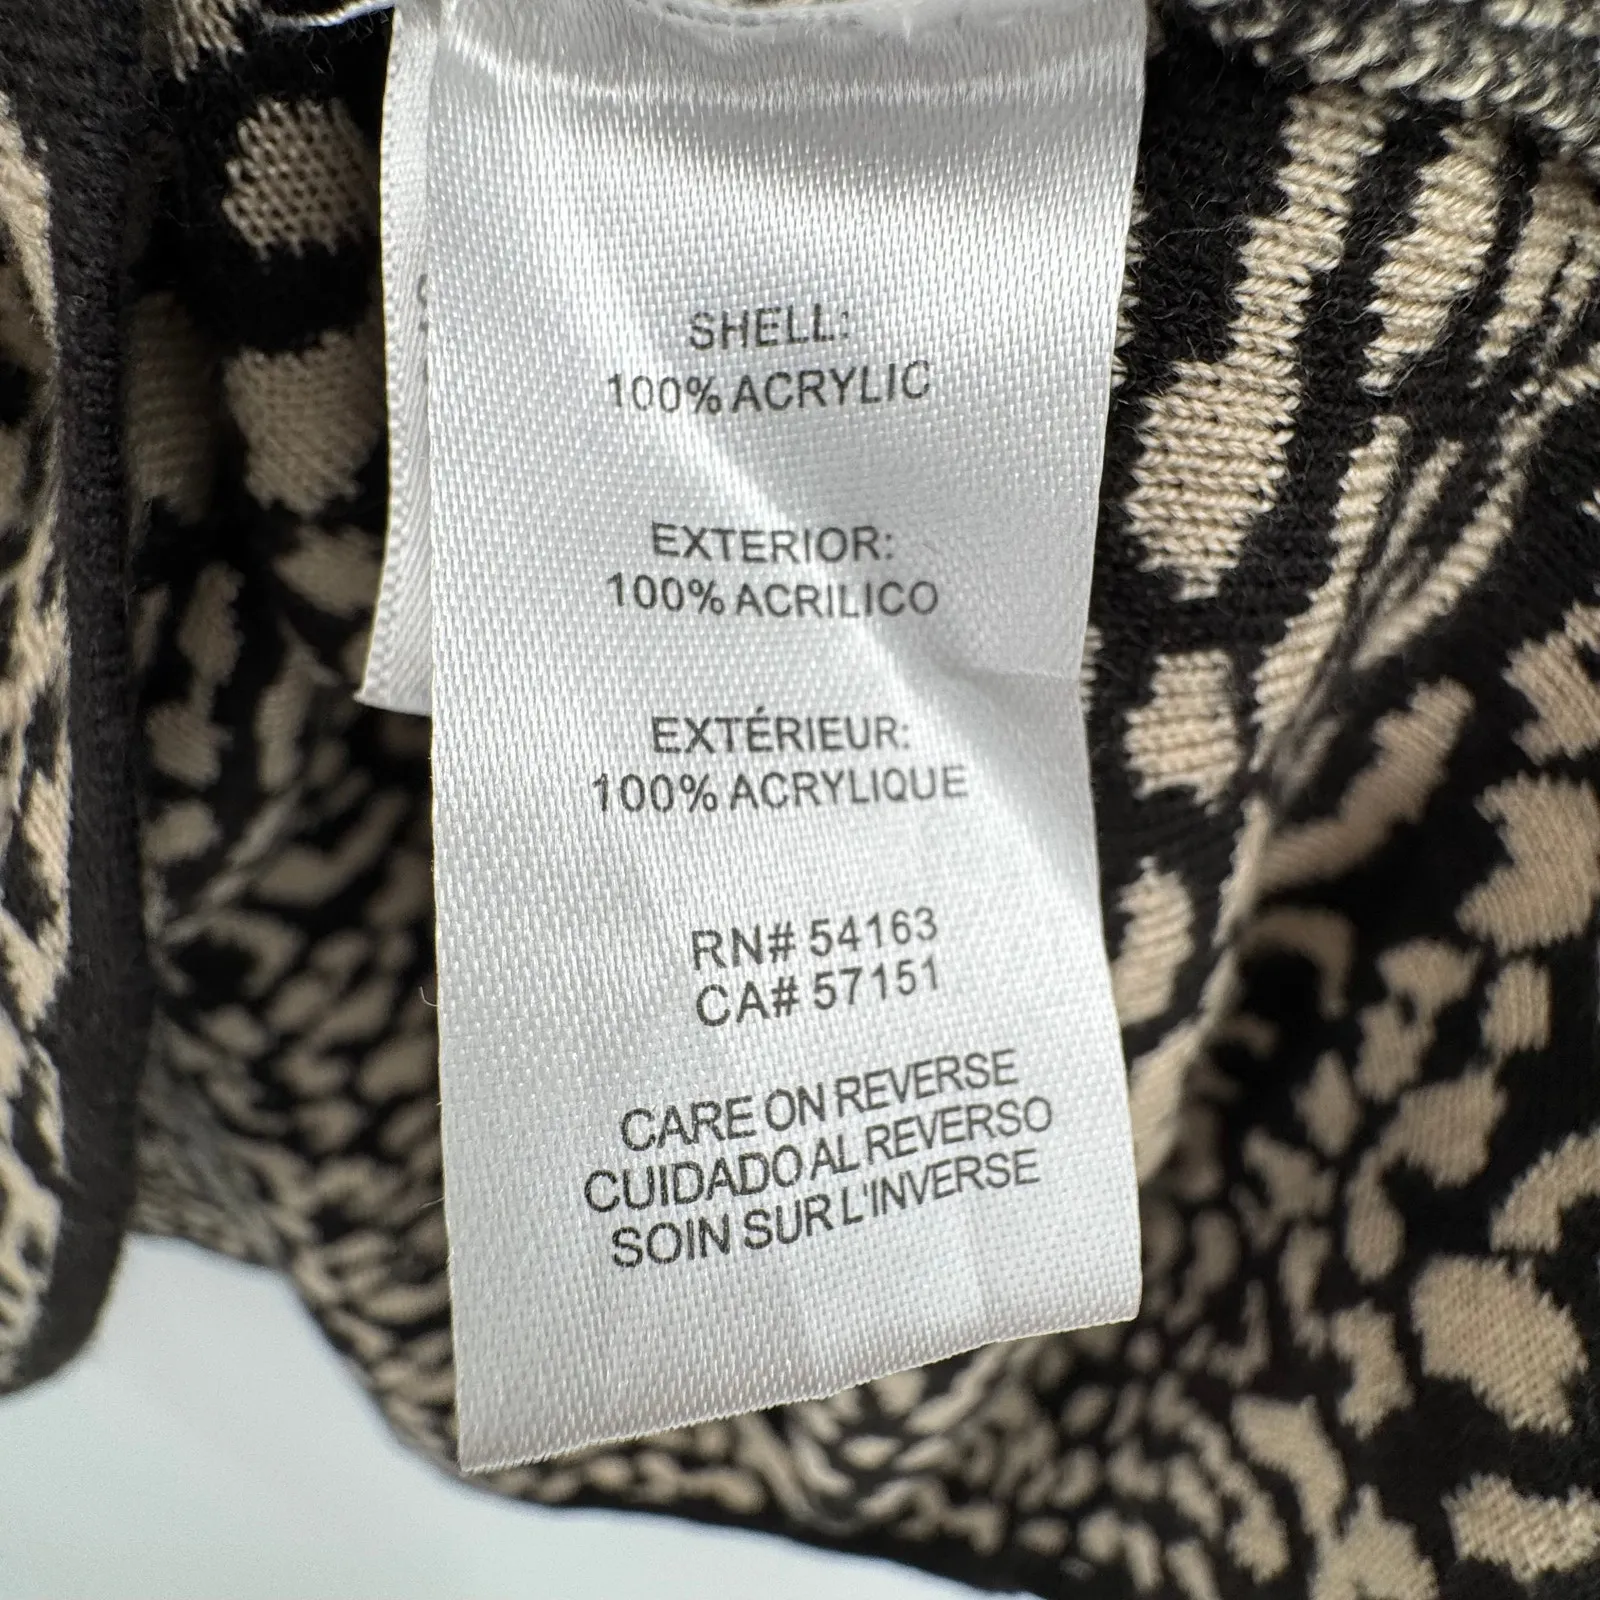 SHELL:
100% ACRYLIC
EXTERIOR:
100% ACRILICO
EXTÉRIEUR:
100% ACRYLIQUE
RN# 54163
CA# 57151
CARE ON REVERSE
CUIDADO AL REVERSO
SOIN SUR L'INVERSE